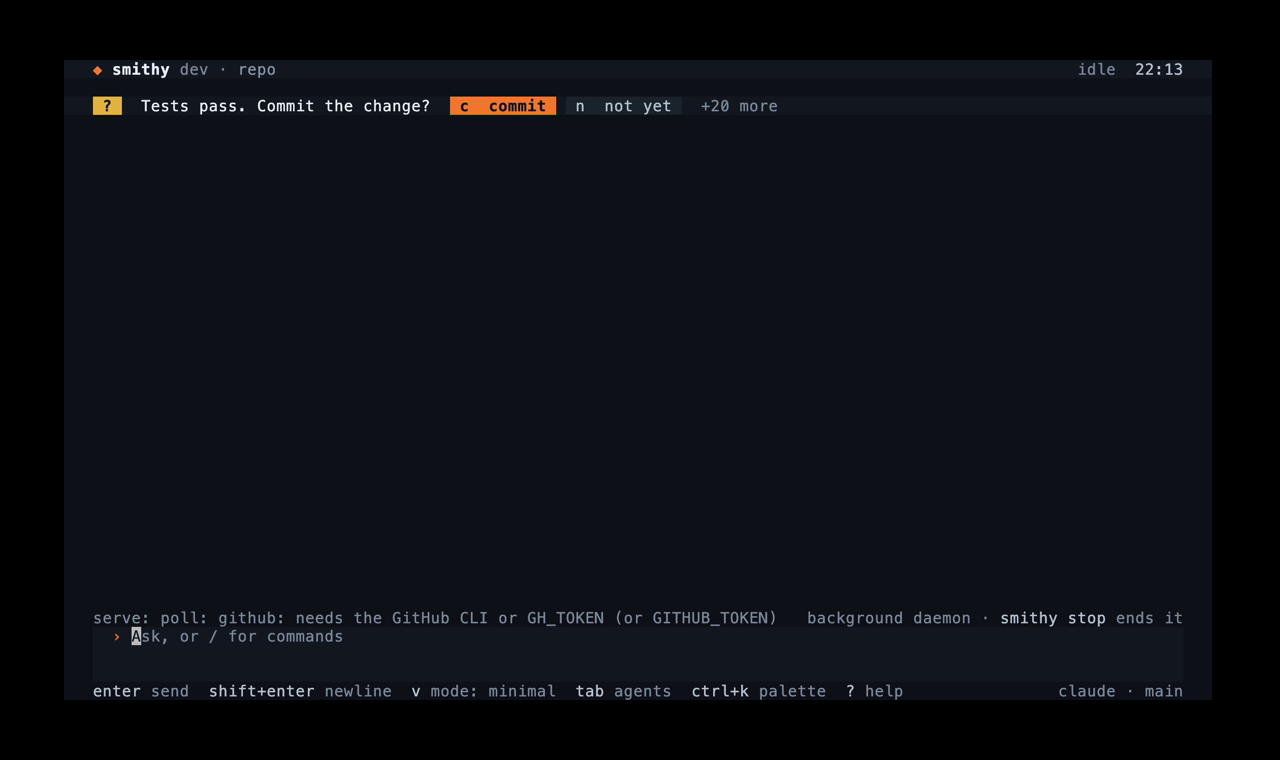 ◆ smithy dev · repo idle 22:13
? Tests pass. Commit the change? c commit n not yet +20 more
serve: poll: github: needs the GitHub CLI or GH_TOKEN (or GITHUB_TOKEN) background daemon · smithy stop ends it
› Ask, or / for commands
enter send shift+enter newline v mode: minimal tab agents ctrl+k palette ? help claude · main